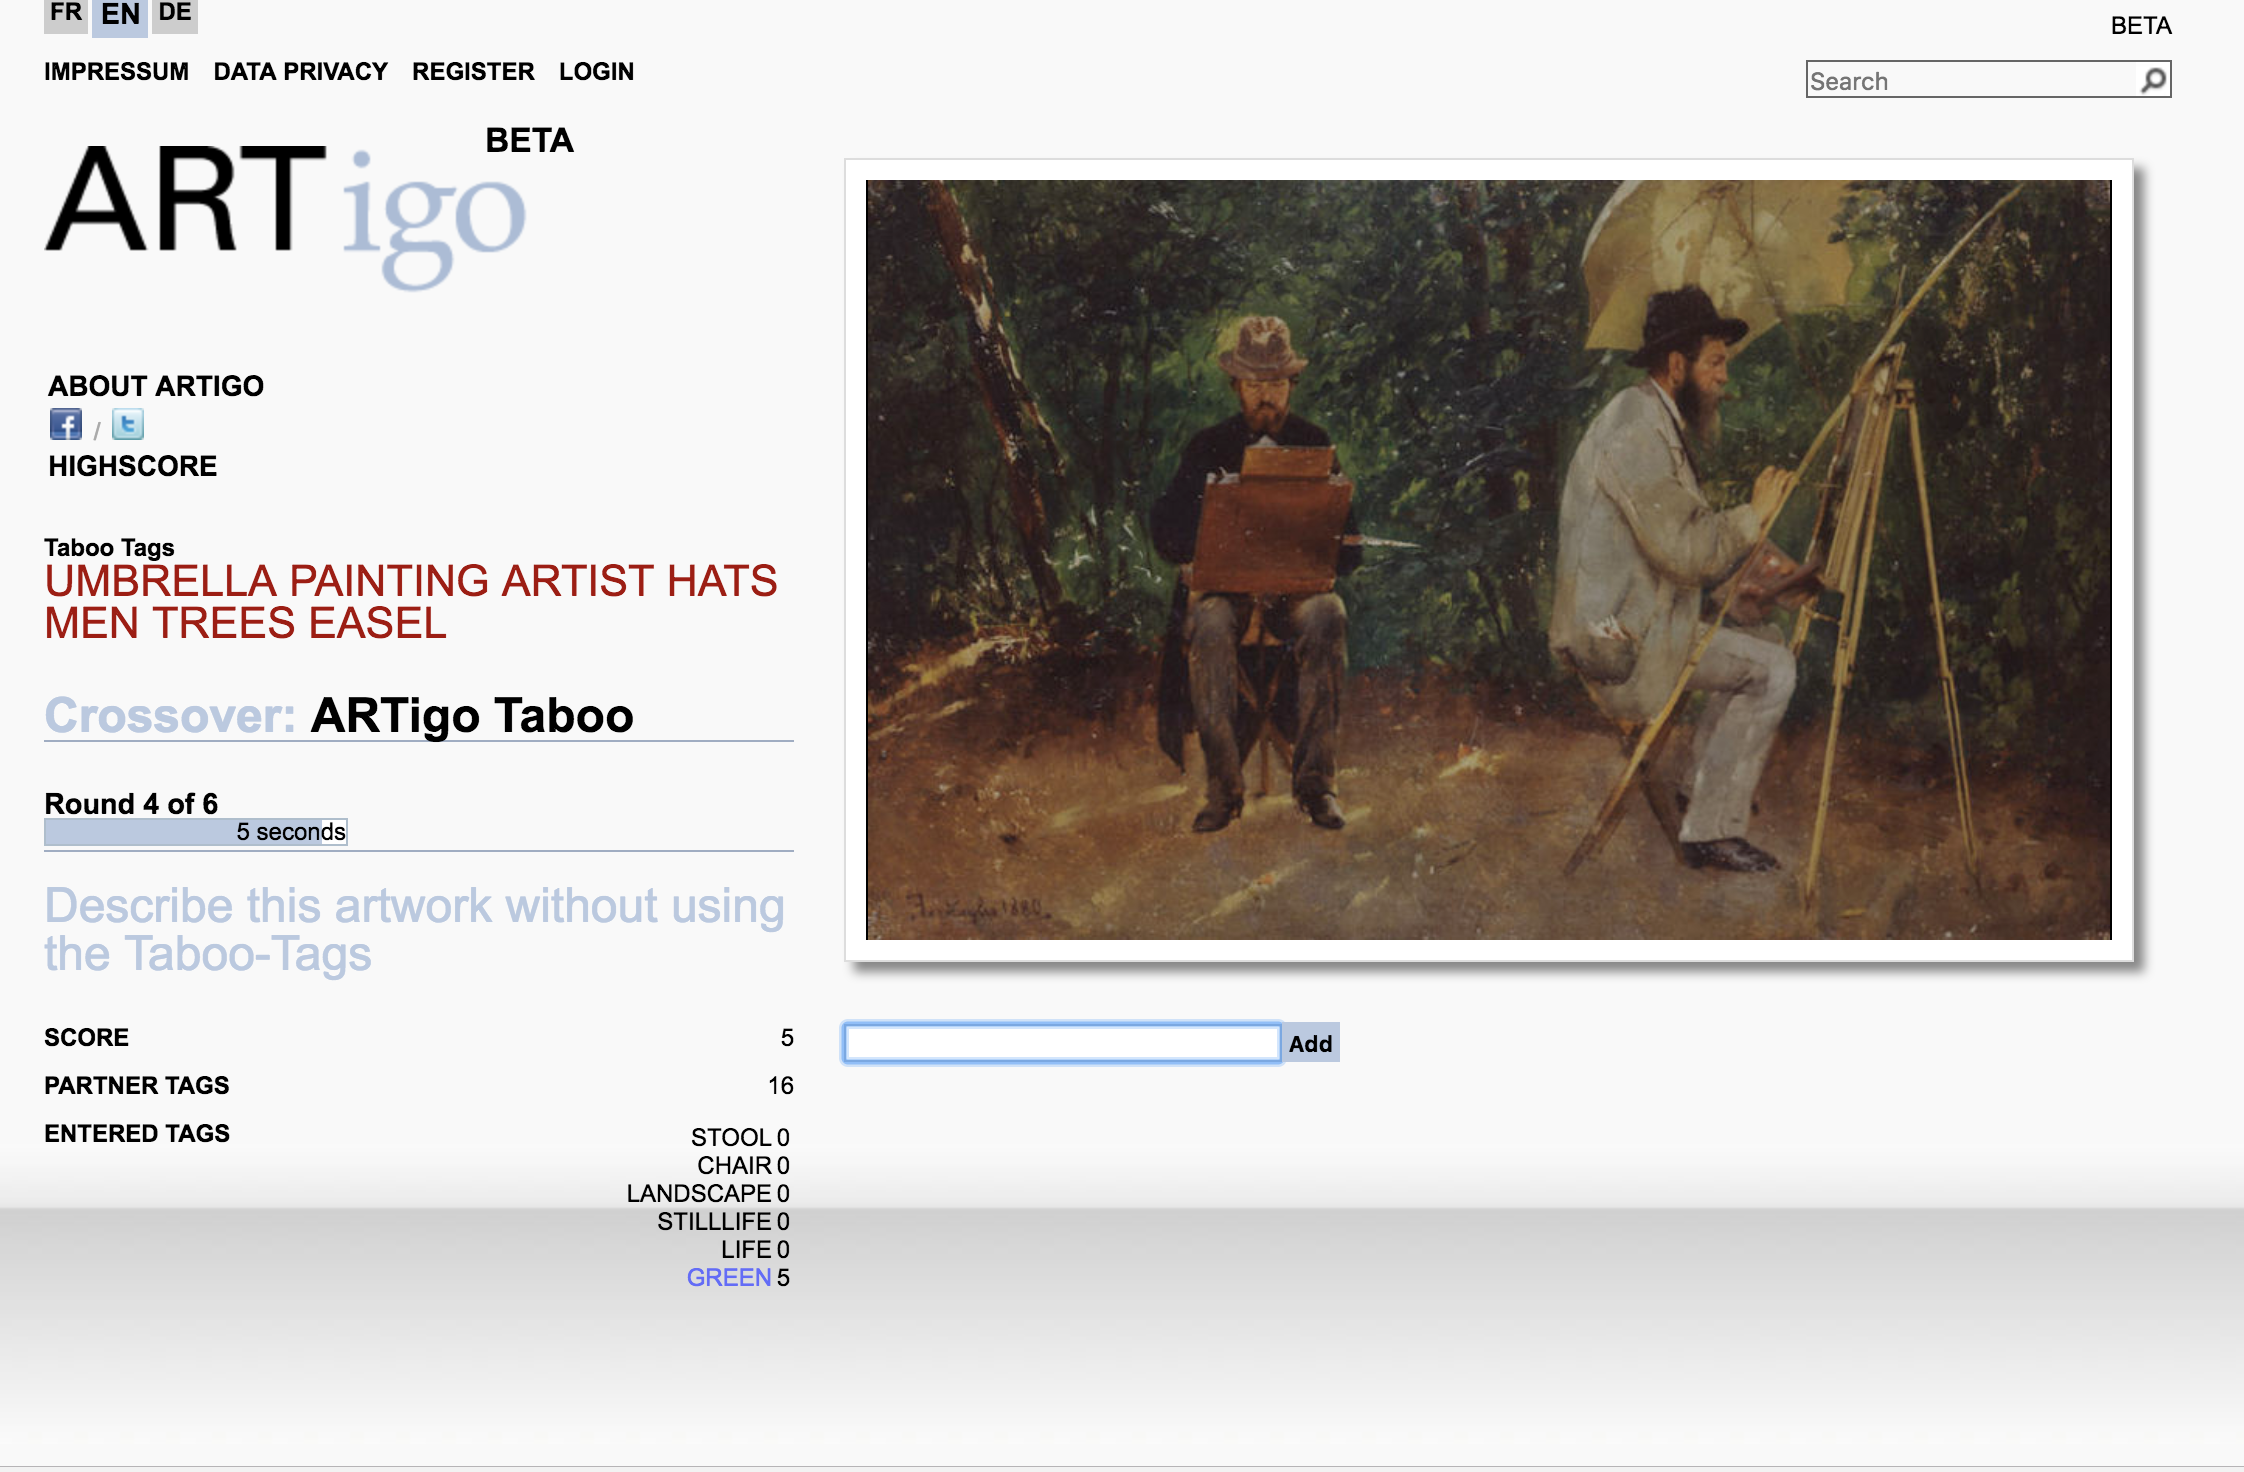 FR EN DE
BETA
IMPRESSUM DATA PRIVACY REGISTER LOGIN
Search
BETA
ARTigo
ABOUT ARTIGO
/
HIGHSCORE
Taboo Tags
UMBRELLA PAINTING ARTIST HATS
MEN TREES EASEL
Crossover: ARTigo Taboo
Round 4 of 6
5 seconds
Describe this artwork without using
the Taboo-Tags
SCORE 5
PARTNER TAGS 16
ENTERED TAGS
STOOL 0
CHAIR 0
LANDSCAPE 0
STILLLIFE 0
LIFE 0
GREEN 5
1880
Add